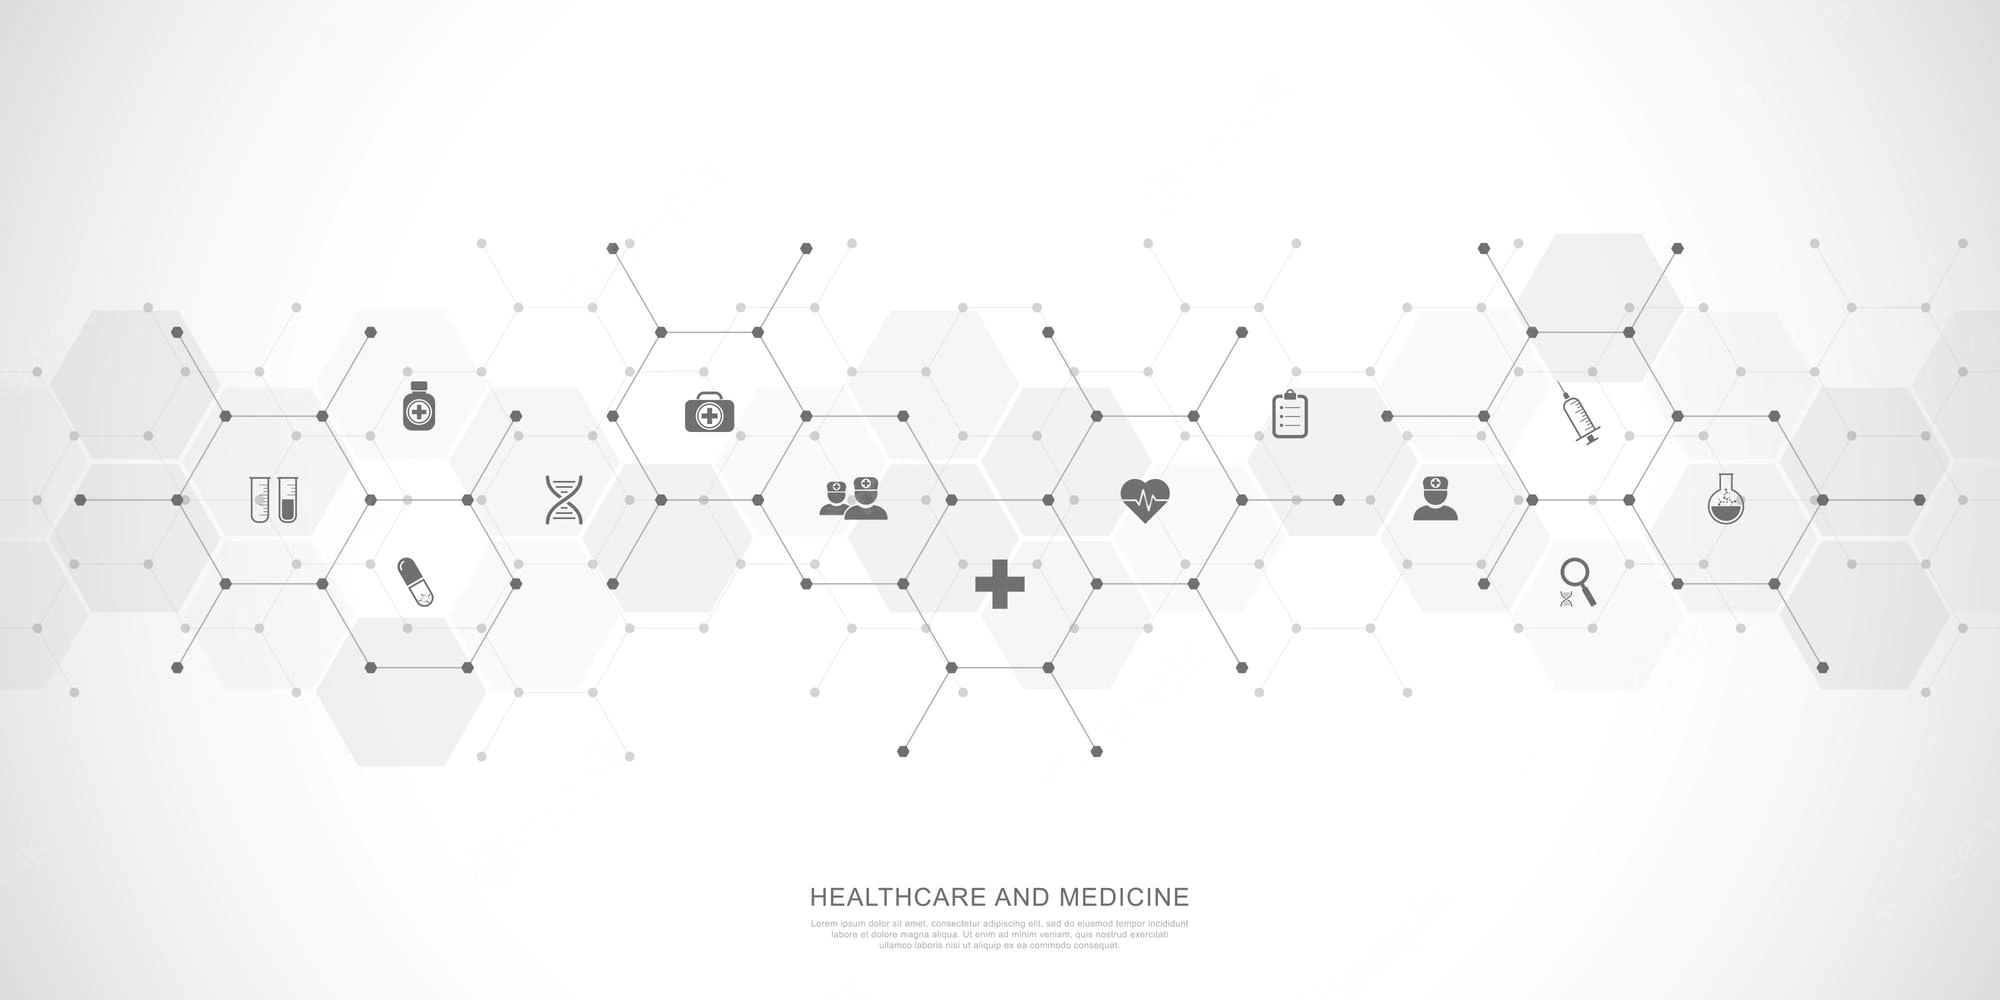 HEALTHCARE AND MEDICINE
Lorem ipsum dolor sit amet, consectetur adipiscing elit, sed do eiusmod tempor incididunt
labore et dolore magna aliqua. Ut enim ad minim veniam, quis nostrud exercitati
ullamco laboris nisi ut aliquip ex ea commodo consequat.